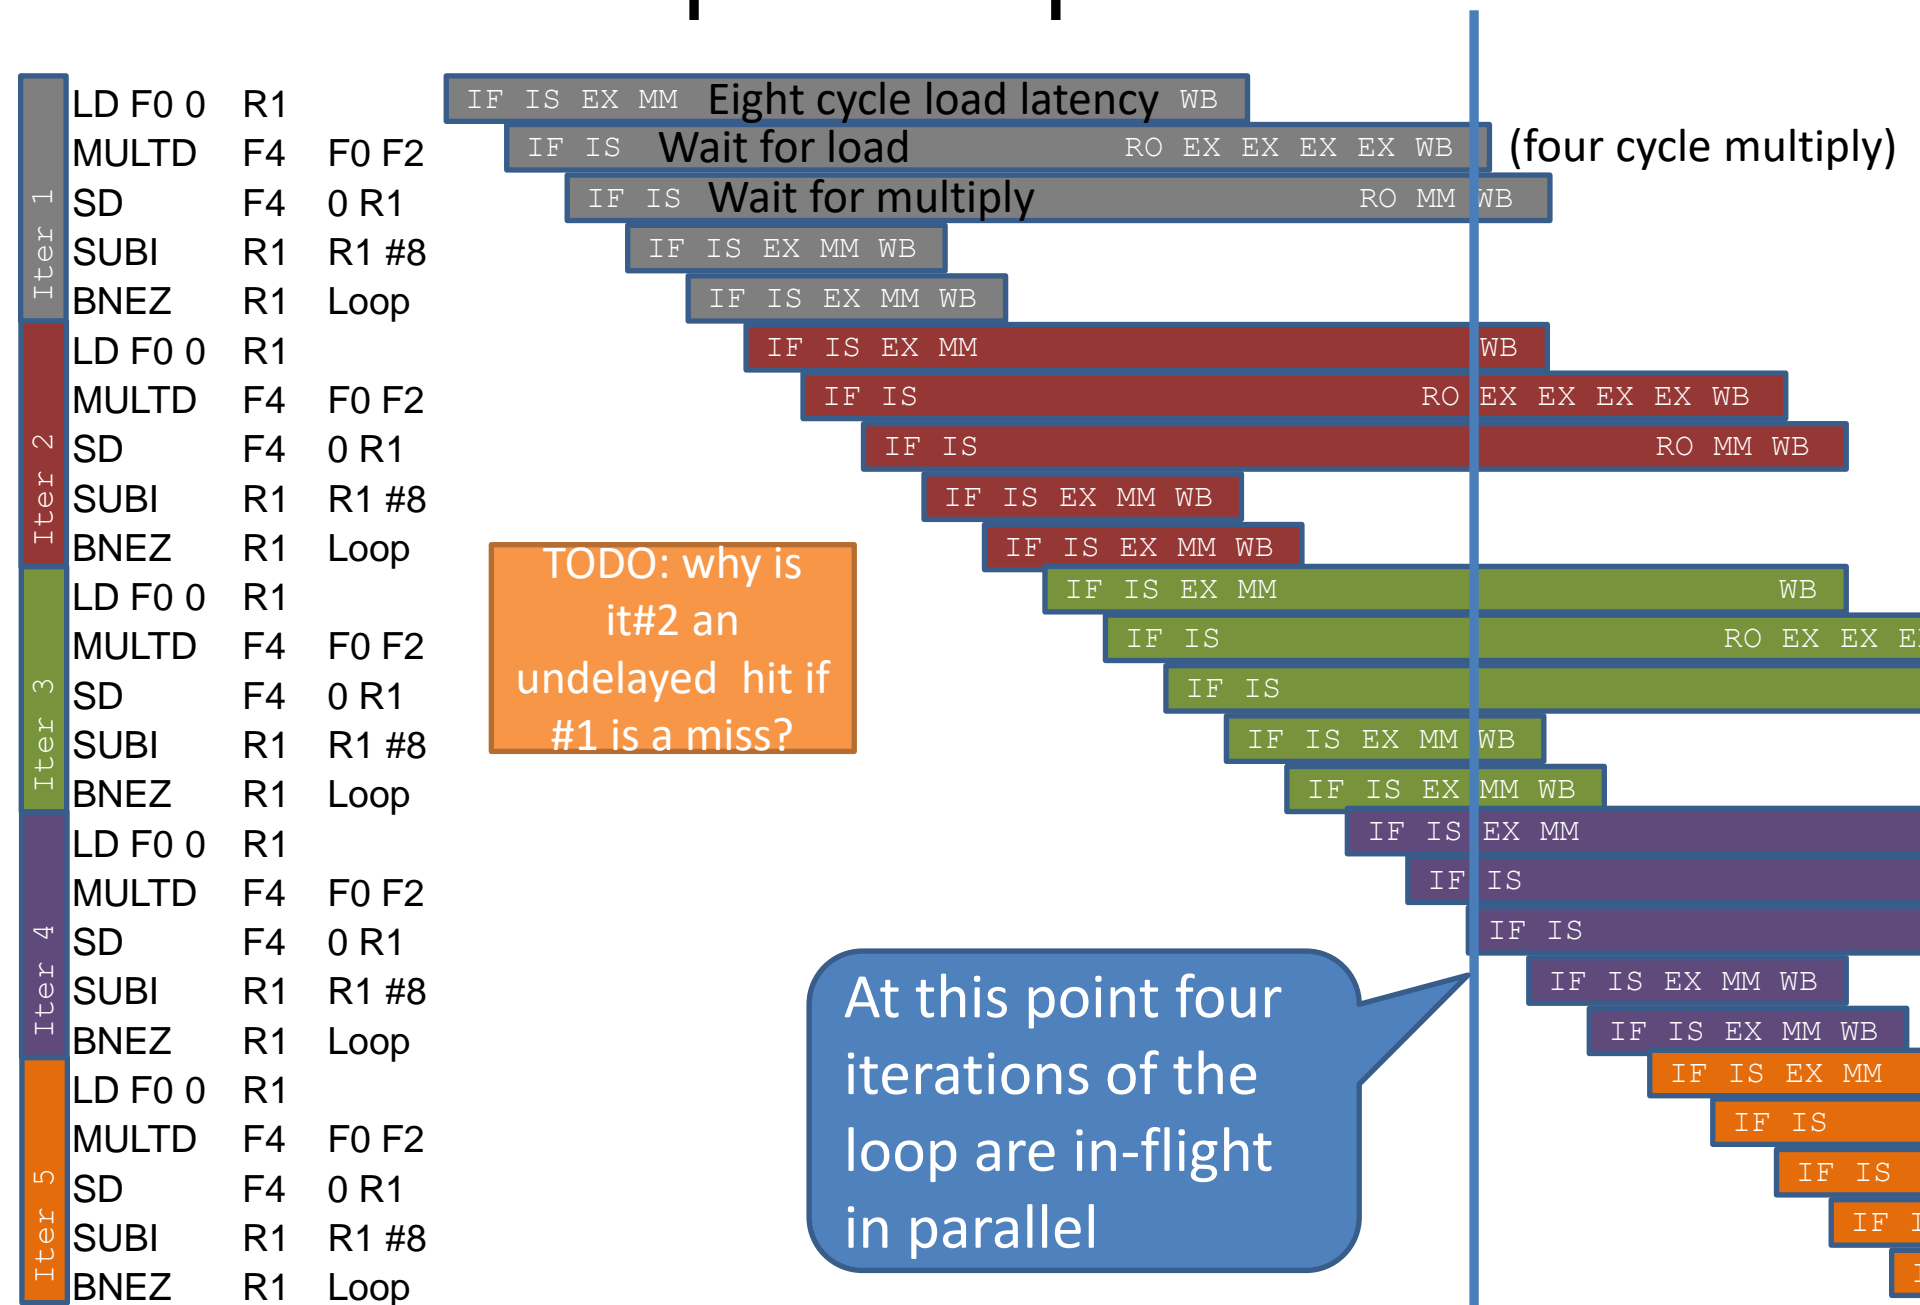 Iter 1
LD F0 0 R1 IF IS EX MM Eight cycle load latency WB
MULTD F4 F0 F2 IF IS Wait for load RO EX EX EX EX WB (four cycle multiply)
SD F4 0 R1 IF IS Wait for multiply RO MM WB
SUBI R1 R1 #8 IF IS EX MM WB
BNEZ R1 Loop IF IS EX MM WB
Iter 2
LD F0 0 R1 IF IS EX MM WB
MULTD F4 F0 F2 IF IS RO EX EX EX EX WB
SD F4 0 R1 IF IS RO MM WB
SUBI R1 R1 #8 IF IS EX MM WB
BNEZ R1 Loop IF IS EX MM WB
TODO: why is
it#2 an
undelayed hit if
#1 is a miss?
Iter 3
LD F0 0 R1 IF IS EX MM WB
MULTD F4 F0 F2 IF IS RO EX EX
SD F4 0 R1 IF IS
SUBI R1 R1 #8 IF IS EX MM WB
BNEZ R1 Loop IF IS EX MM WB
Iter 4
LD F0 0 R1 IF IS EX MM
MULTD F4 F0 F2 IF IS
SD F4 0 R1 IF IS
SUBI R1 R1 #8 IF IS EX MM WB
BNEZ R1 Loop IF IS EX MM WB
At this point four
iterations of the
loop are in-flight
in parallel
Iter 5
LD F0 0 R1 IF IS EX MM
MULTD F4 F0 F2 IF IS
SD F4 0 R1 IF IS
SUBI R1 R1 #8 IF
BNEZ R1 Loop